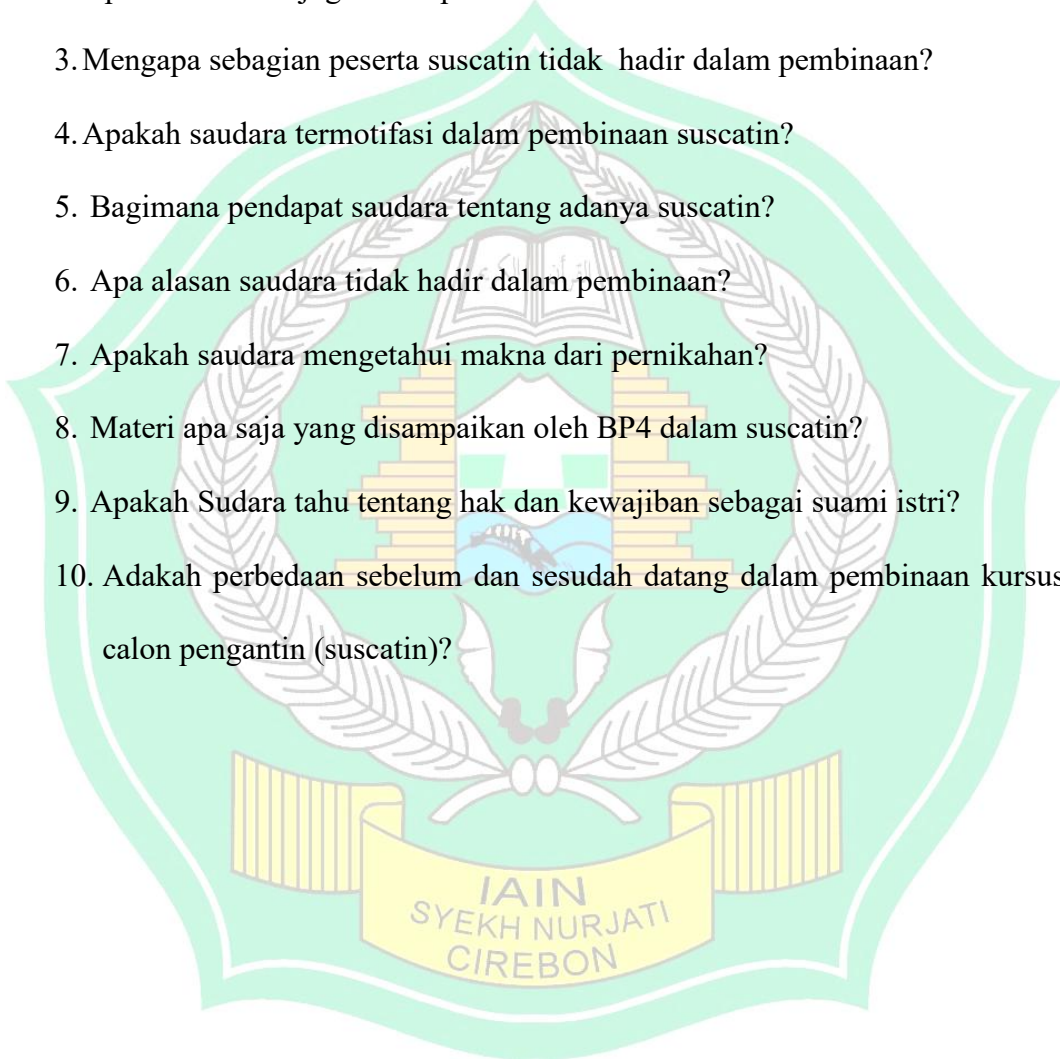 3. Mengapa sebagian peserta suscatin tidak hadir dalam pembinaan?
4. Apakah saudara termotifasi dalam pembinaan suscatin?
5. Bagimana pendapat saudara tentang adanya suscatin?
6. Apa alasan saudara tidak hadir dalam pembinaan?
7. Apakah saudara mengetahui makna dari pernikahan?
8. Materi apa saja yang disampaikan oleh BP4 dalam suscatin?
9. Apakah Sudara tahu tentang hak dan kewajiban sebagai suami istri?
10. Adakah perbedaan sebelum dan sesudah datang dalam pembinaan kursus
calon pengantin (suscatin)?
IAIN
SYEKH NURJATI
CIREBON